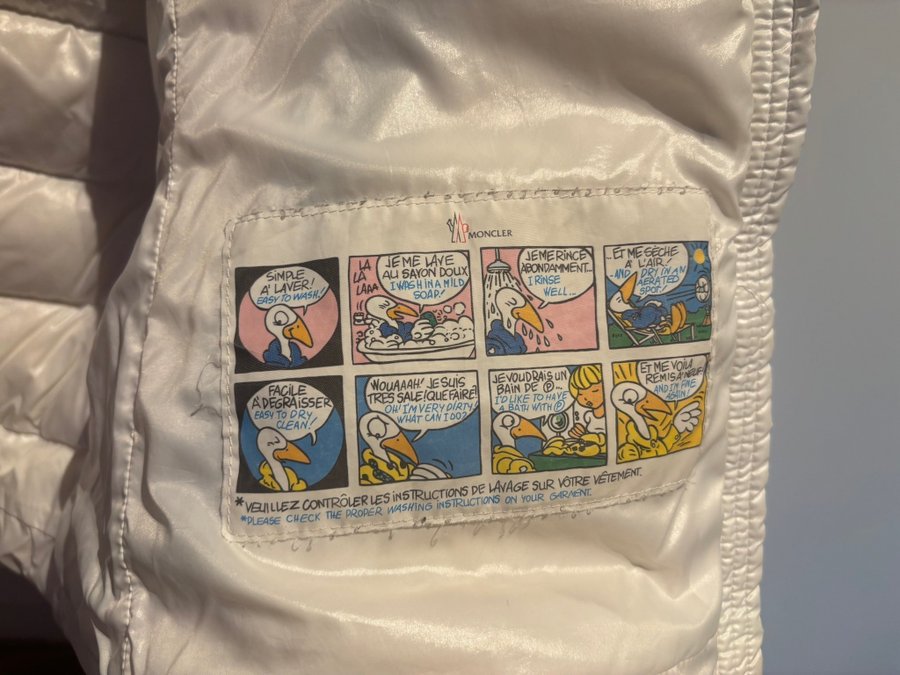 MONCLER
SIMPLE
A' LAVER!
EASY TO WASH!
LA
LA
LAAA
JE ME LAVE
AU SAVON DOUX
I WASH IN A MILD
SOAP!
JE ME RINCE
ABONDAMMENT...
I RINSE
WELL...
...ET ME SÈCHE
A' L'AIR!
-AND I DRY IN AN
AERATED
SPOT!
FACILE
A' DEGRAISSER
EASY TO DRY
CLEAN!
WOUAAAH! JE SUIS
TRES SALE! QUE FAIRE?
OH! I'M VERY DIRTY
WHAT CAN I DO?
JE VOUDRAIS UN
BAIN DE Ⓟ...
I'D LIKE TO HAVE
A BATH WITH Ⓟ
ET ME VOILA
REMIS A' NEUF!
AND I'M FINE
AGAIN!
*VEUILLEZ CONTRÔLER LES INSTRUCTIONS DE LAVAGE SUR VÔTRE VÊTEMENT.
*PLEASE CHECK THE PROPER WASHING INSTRUCTIONS ON YOUR GARMENT.